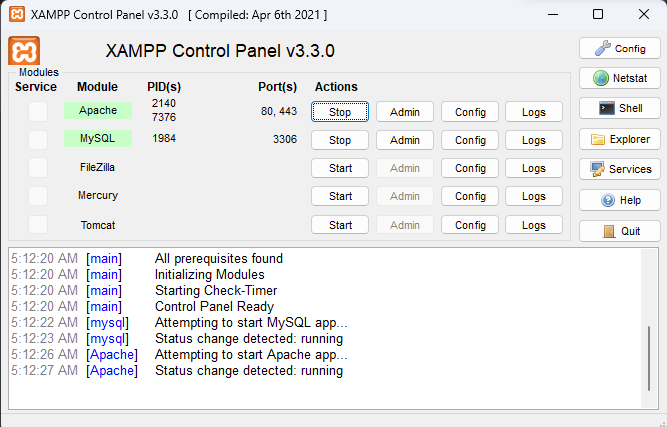 XAMPP Control Panel v3.3.0 [ Compiled: Apr 6th 2021 ]
XAMPP Control Panel v3.3.0
Config
Modules
Service Module PID(s) Port(s) Actions
Netstat
Apache 2140 7376 80, 443 Stop Admin Config Logs
Shell
MySQL 1984 3306 Stop Admin Config Logs
Explorer
FileZilla Start Admin Config Logs
Services
Mercury Start Admin Config Logs
Help
Tomcat Start Admin Config Logs
Quit
5:12:20 AM [main] All prerequisites found
5:12:20 AM [main] Initializing Modules
5:12:20 AM [main] Starting Check-Timer
5:12:20 AM [main] Control Panel Ready
5:12:22 AM [mysql] Attempting to start MySQL app...
5:12:23 AM [mysql] Status change detected: running
5:12:26 AM [Apache] Attempting to start Apache app...
5:12:27 AM [Apache] Status change detected: running